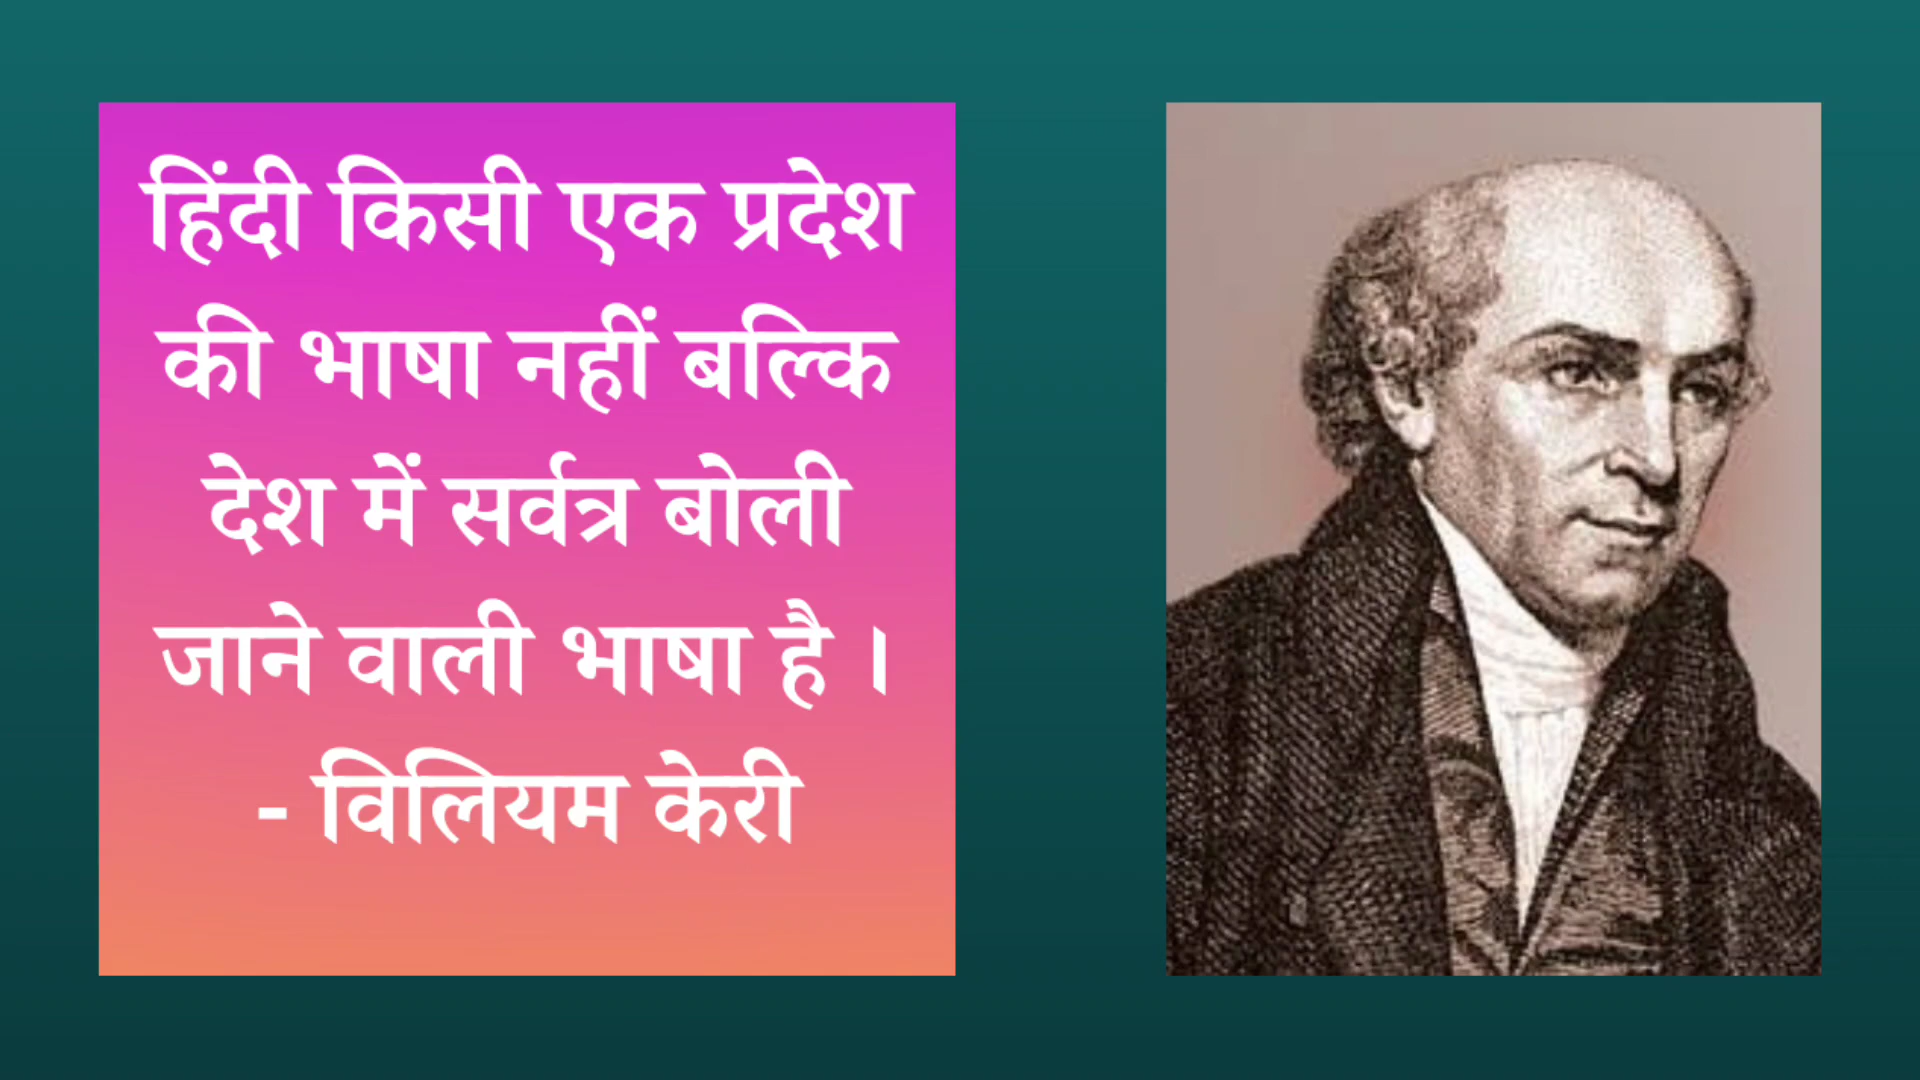 हिंदी किसी एक प्रदेश
की भाषा नहीं बल्कि
देश में सर्वत्र बोली
जाने वाली भाषा है ।
- विलियम केरी